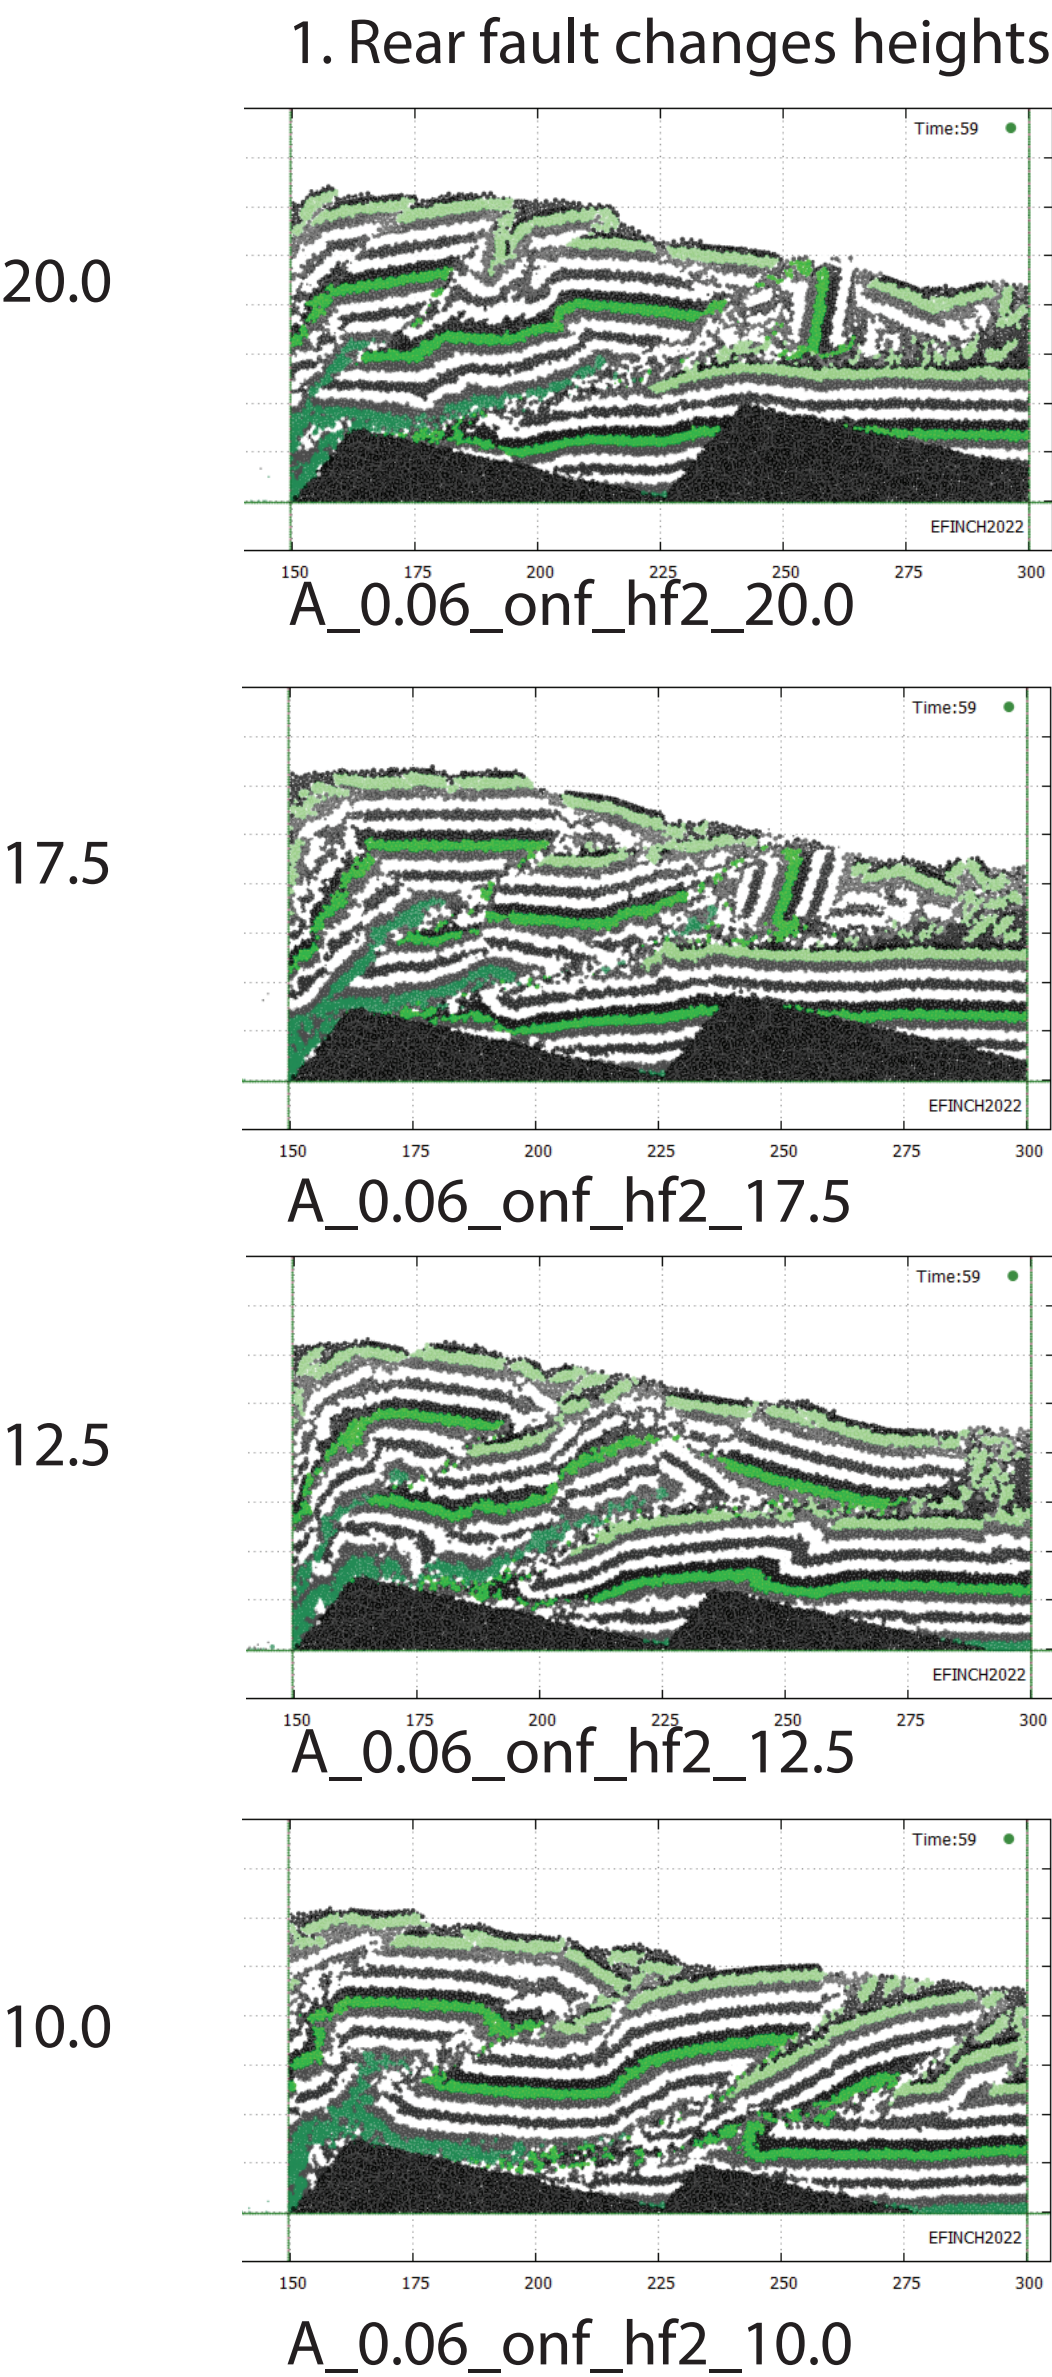 1. Rear fault changes heights
Time:59
20.0
EFINCH2022
150 175 200 225 250 275 300
A_0.06_onf_hf2_20.0
Time:59
17.5
EFINCH2022
150 175 200 225 250 275 300
A_0.06_onf_hf2_17.5
Time:59
12.5
EFINCH2022
150 175 200 225 250 275 300
A_0.06_onf_hf2_12.5
Time:59
10.0
EFINCH2022
150 175 200 225 250 275 300
A_0.06_onf_hf2_10.0